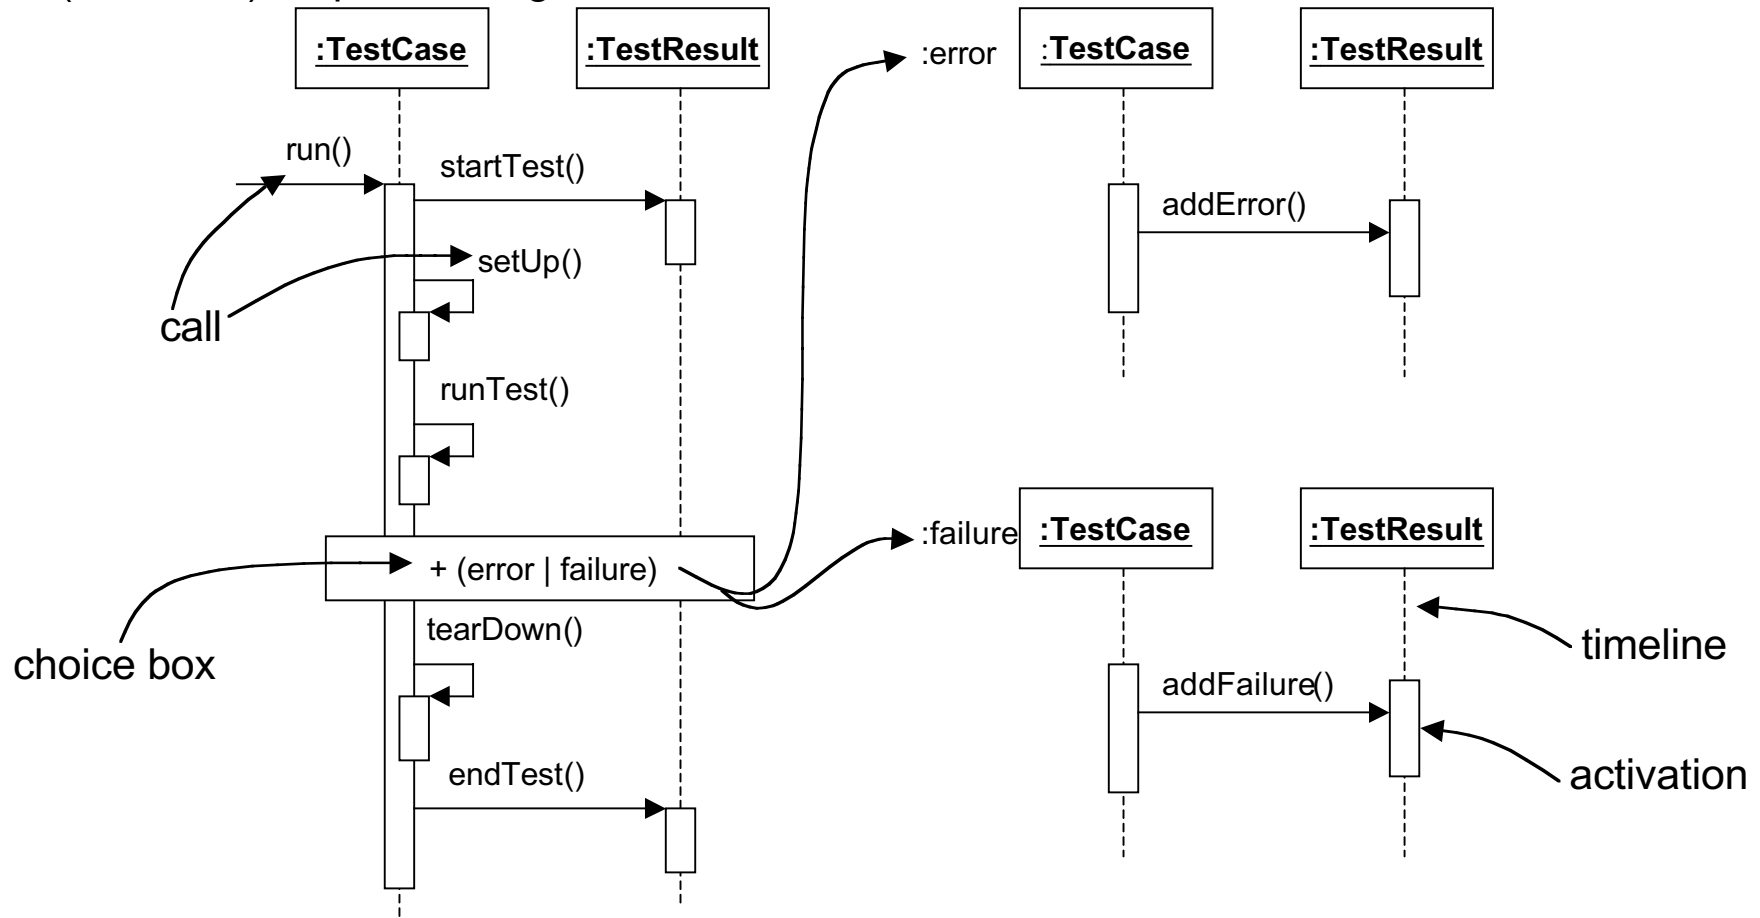 :TestCase
:TestResult
run()
startTest()
setUp()
call
runTest()
+ (error | failure)
choice box
tearDown()
endTest()
:error
:TestCase
:TestResult
addError()
:failure
:TestCase
:TestResult
timeline
addFailure()
activation